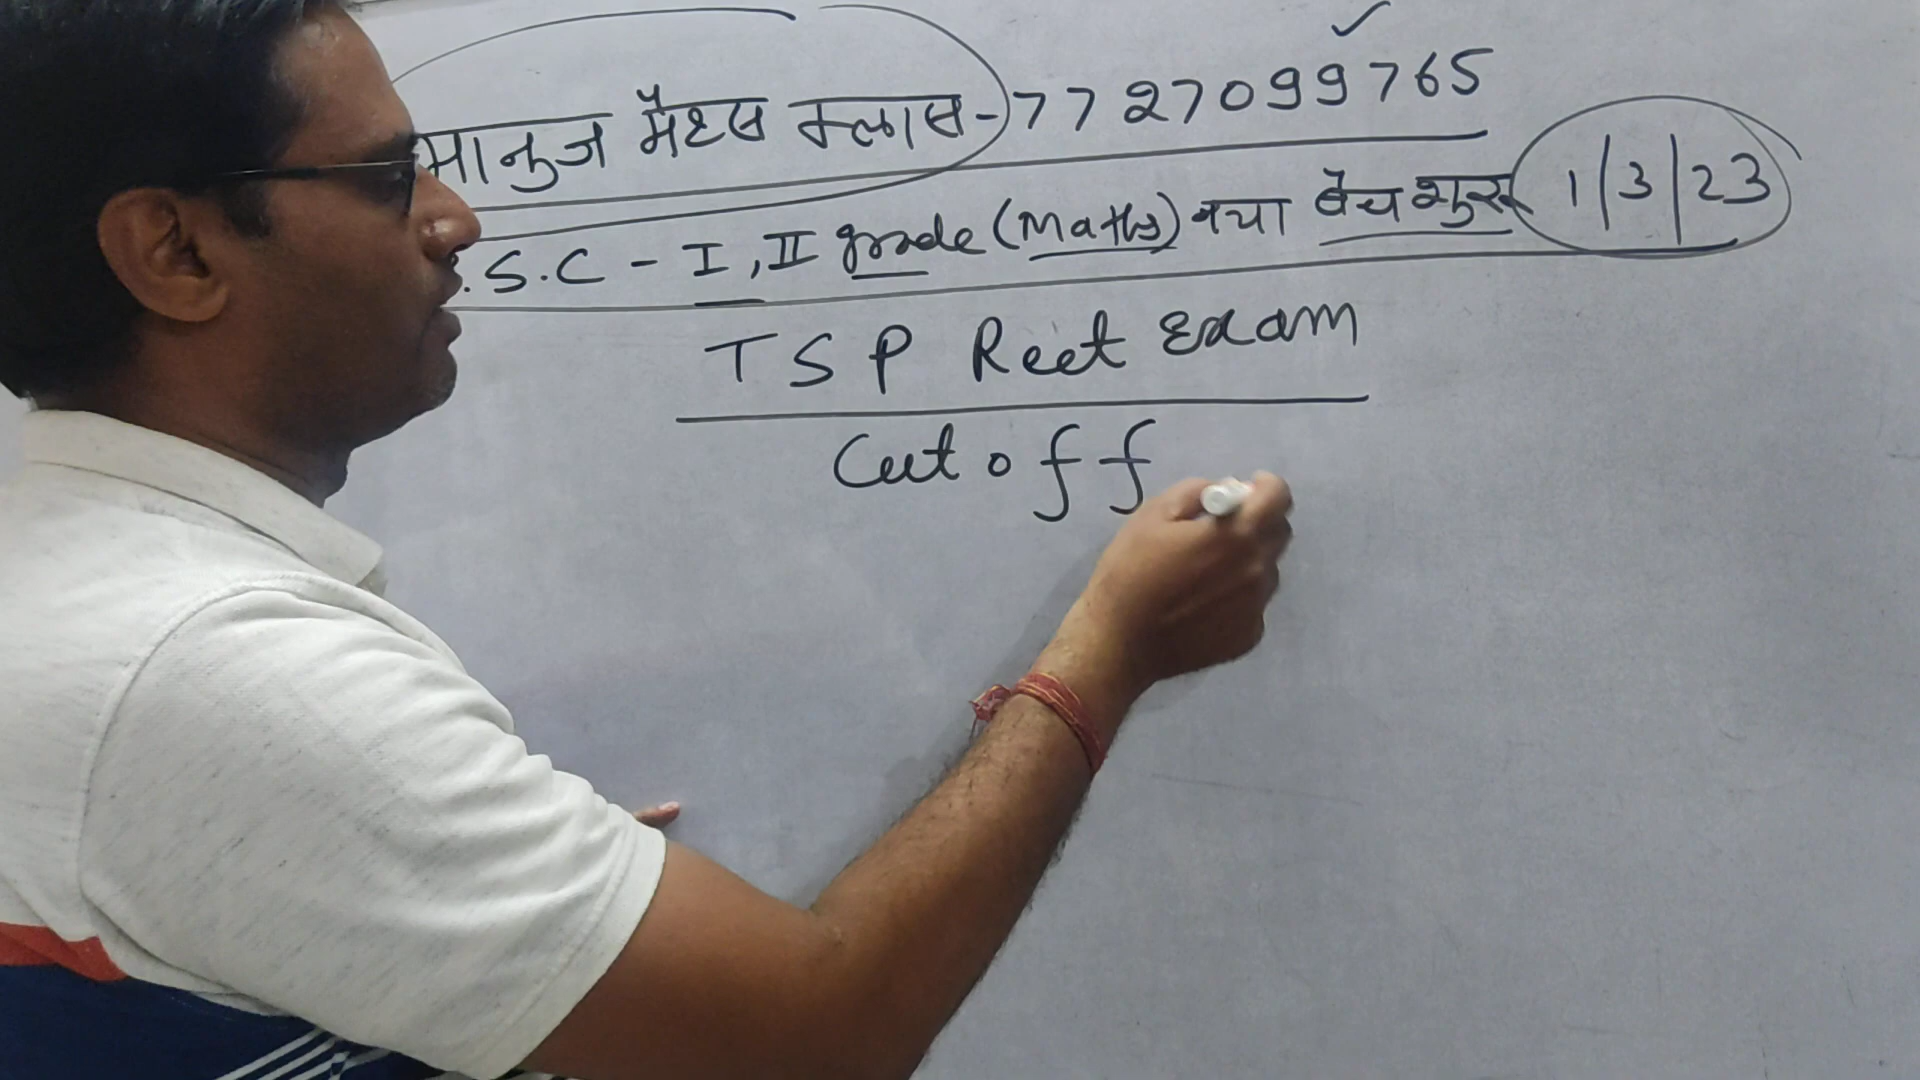 मानुज मैथ्स क्लास - 7727099765
.S.C - I, II grade (Maths) नया बैच शुरू 1/3/23
TSP Reet Exam
Cut off